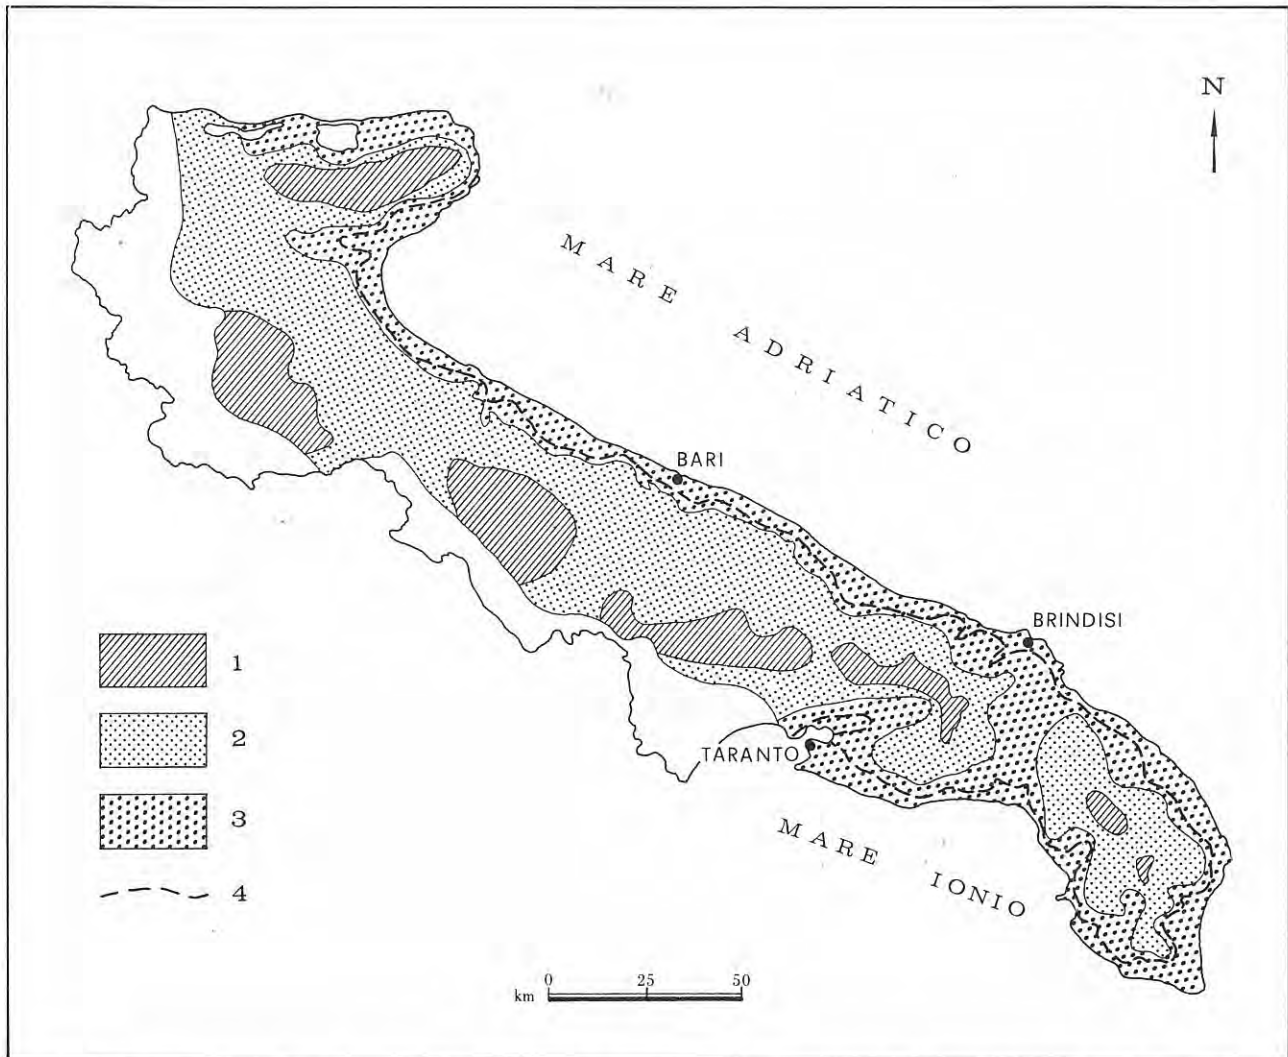 N
MARE ADRIATICO
BARI
BRINDISI
TARANTO
MARE IONIO
1
2
3
4
km 0 25 50